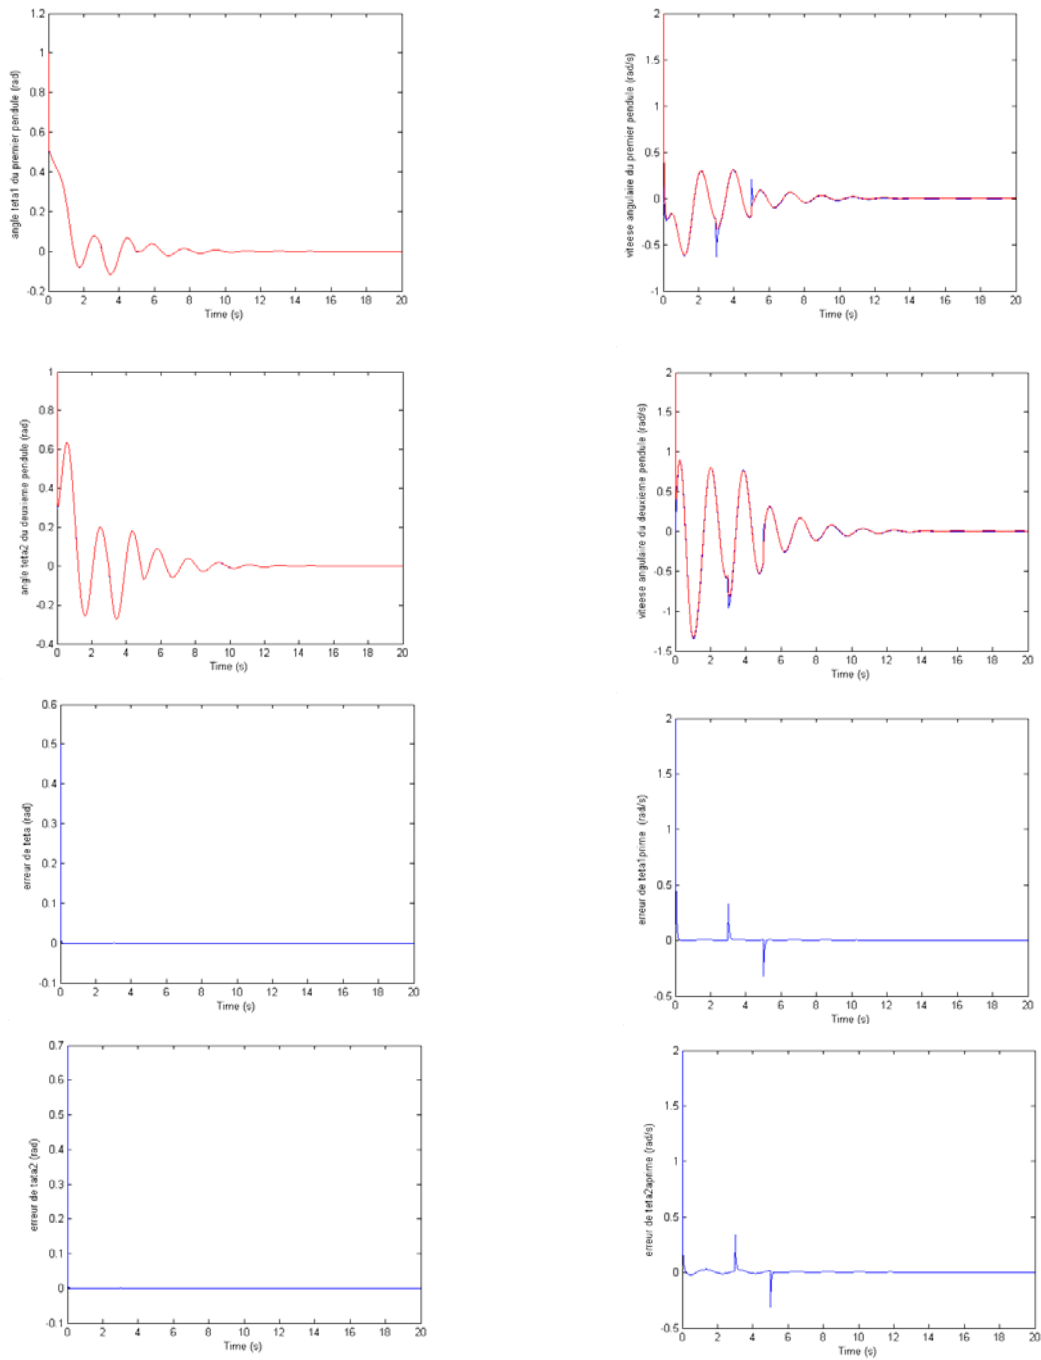 angle teta1 du premier pendule (rad)
1.2
1
0.8
0.6
0.4
0.2
0
-0.2
0 2 4 6 8 10 12 14 16 18 20
Time (s)
viteese angulaire du premier pendule (rad/s)
2
1.5
1
0.5
0
-0.5
-1
0 2 4 6 8 10 12 14 16 18 20
Time (s)
angle teta2 du deuxieme pendule (rad)
1
0.8
0.6
0.4
0.2
0
-0.2
-0.4
0 2 4 6 8 10 12 14 16 18 20
Time (s)
viteese angulaire du deuxieme pendule (rad/s)
2
1.5
1
0.5
0
-0.5
-1
-1.5
0 2 4 6 8 10 12 14 16 18 20
Time (s)
erreur de teta (rad)
0.6
0.5
0.4
0.3
0.2
0.1
0
-0.1
0 2 4 6 8 10 12 14 16 18 20
Time (s)
erreur de teta1prime (rad/s)
2
1.5
1
0.5
0
-0.5
0 2 4 6 8 10 12 14 16 18 20
Time (s)
erreur de tata2 (rad)
0.7
0.6
0.5
0.4
0.3
0.2
0.1
0
-0.1
0 2 4 6 8 10 12 14 16 18 20
Time (s)
erreur de teta2aprime (rad/s)
2
1.5
1
0.5
0
-0.5
0 2 4 6 8 10 12 14 16 18 20
Time (s)